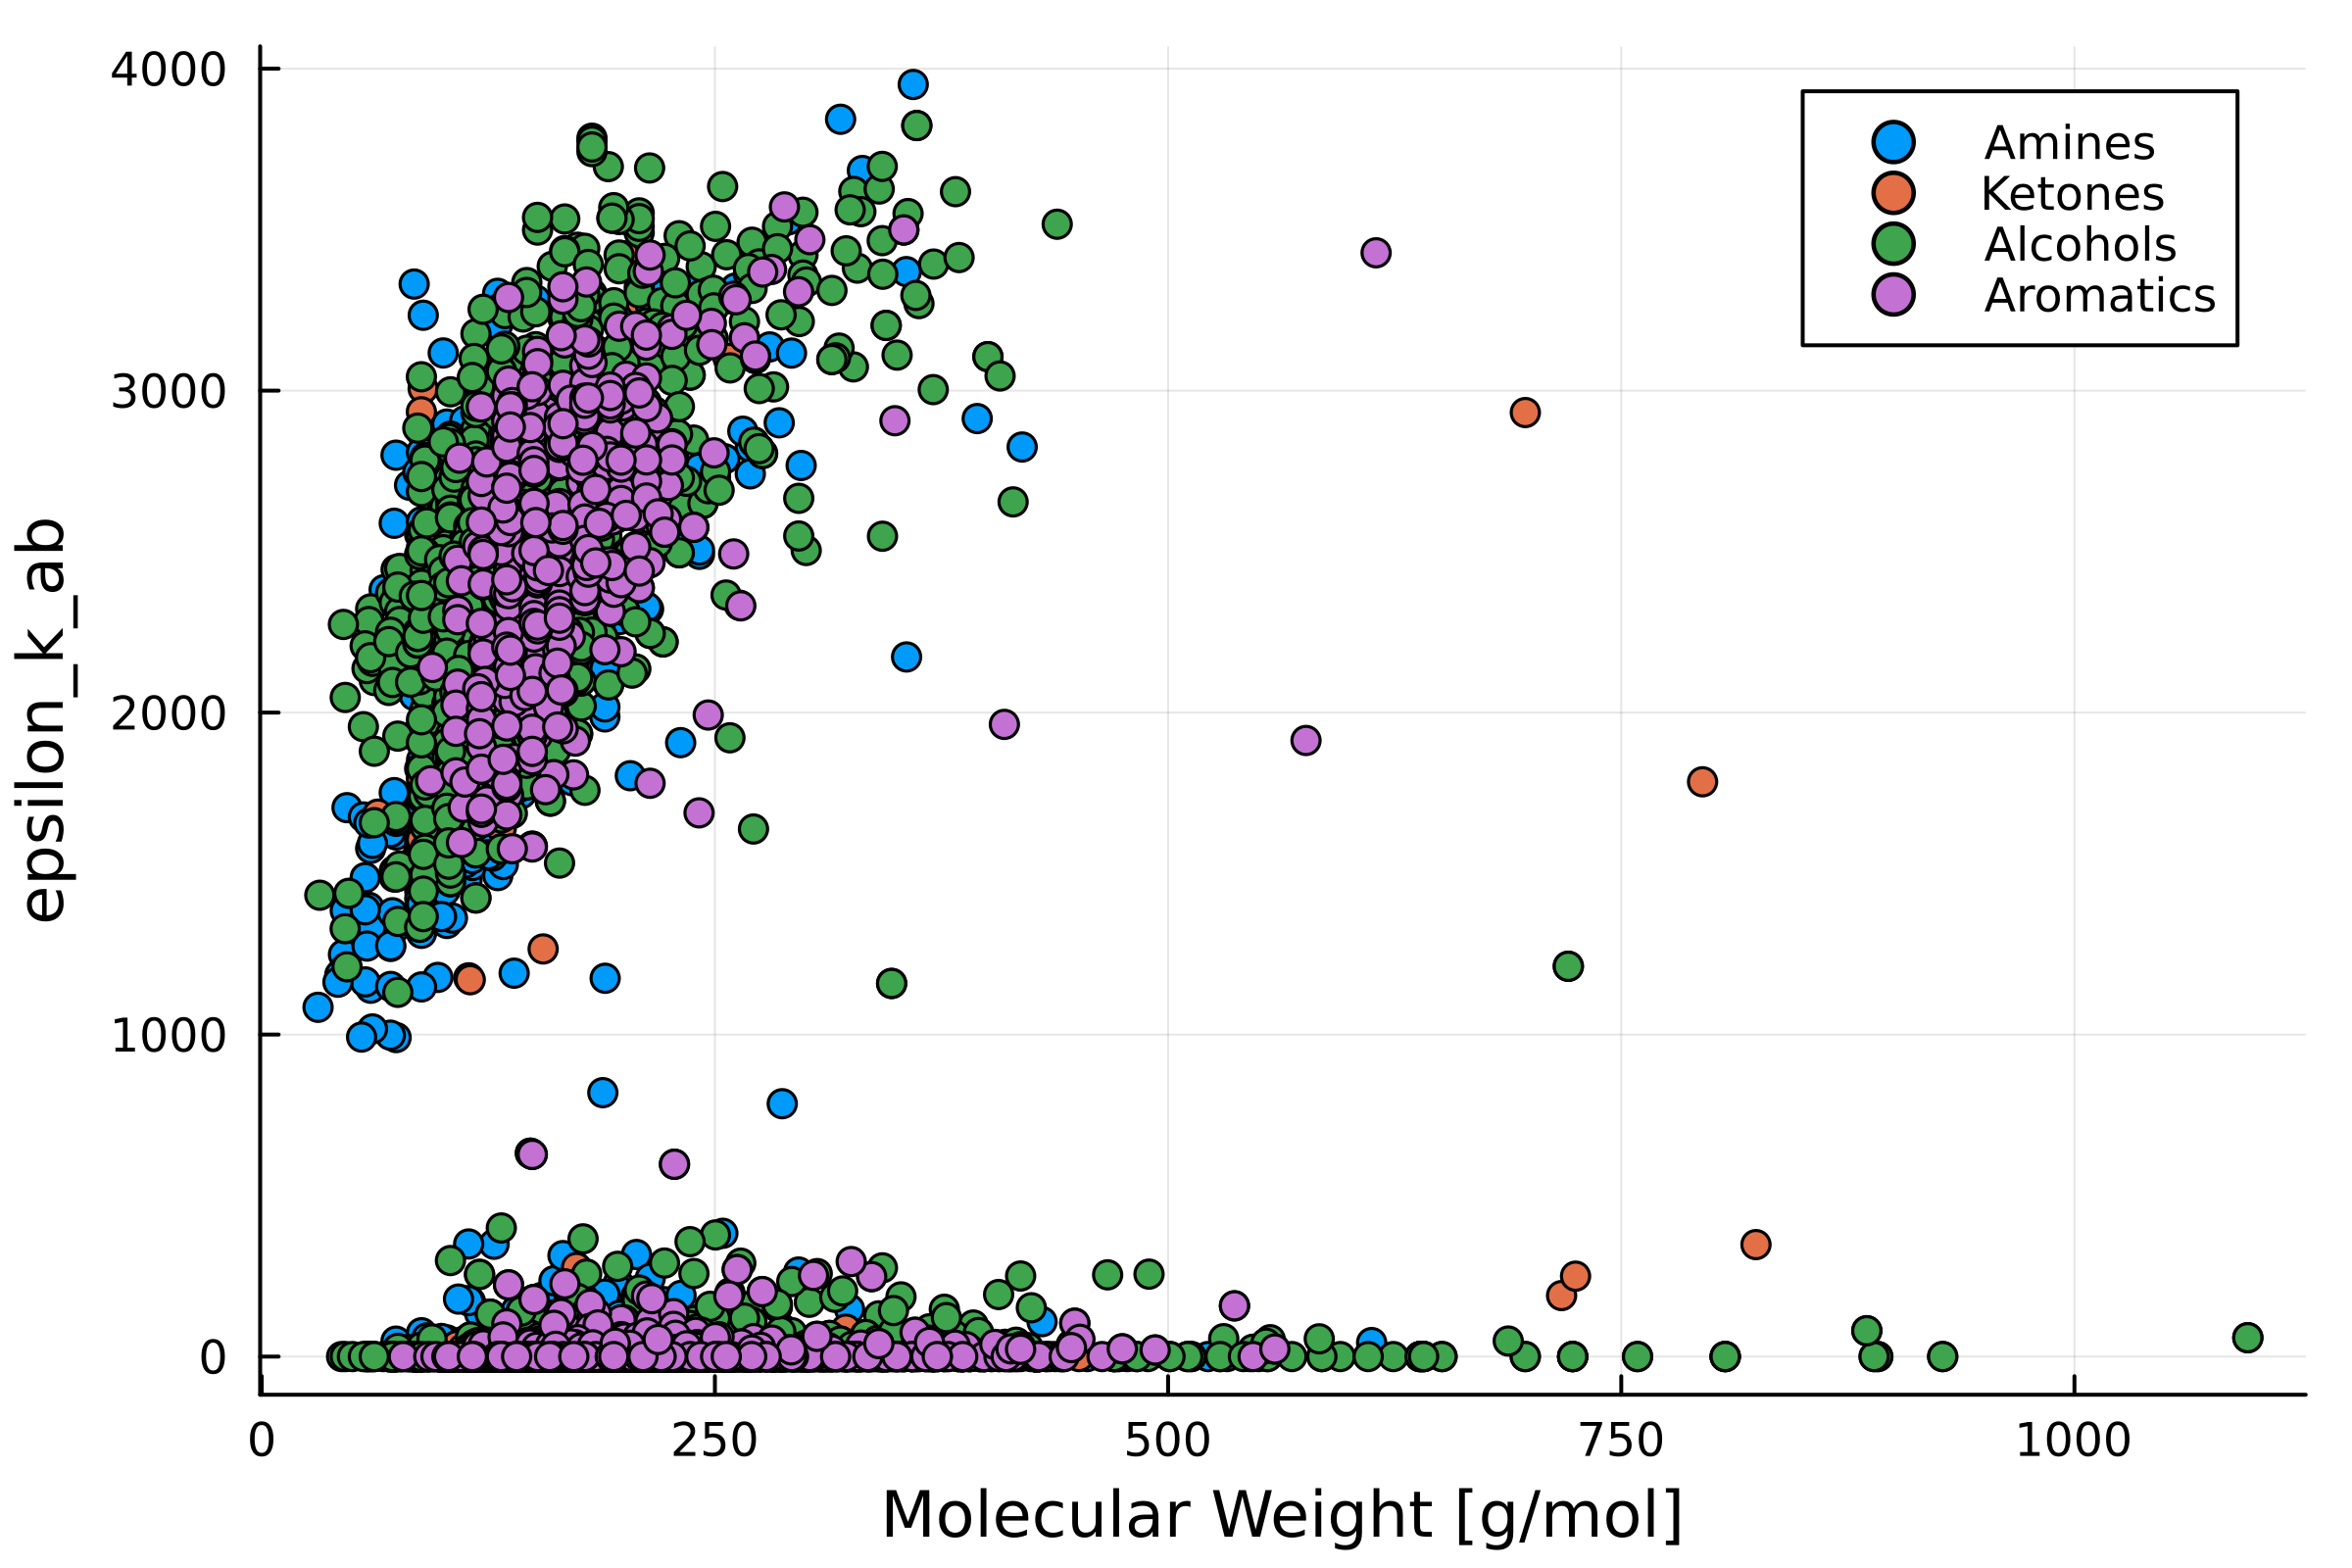 4000
3000
2000
1000
0
epsilon_k_ab
Amines
Ketones
Alcohols
Aromatics
0 250 500 750 1000
Molecular Weight [g/mol]